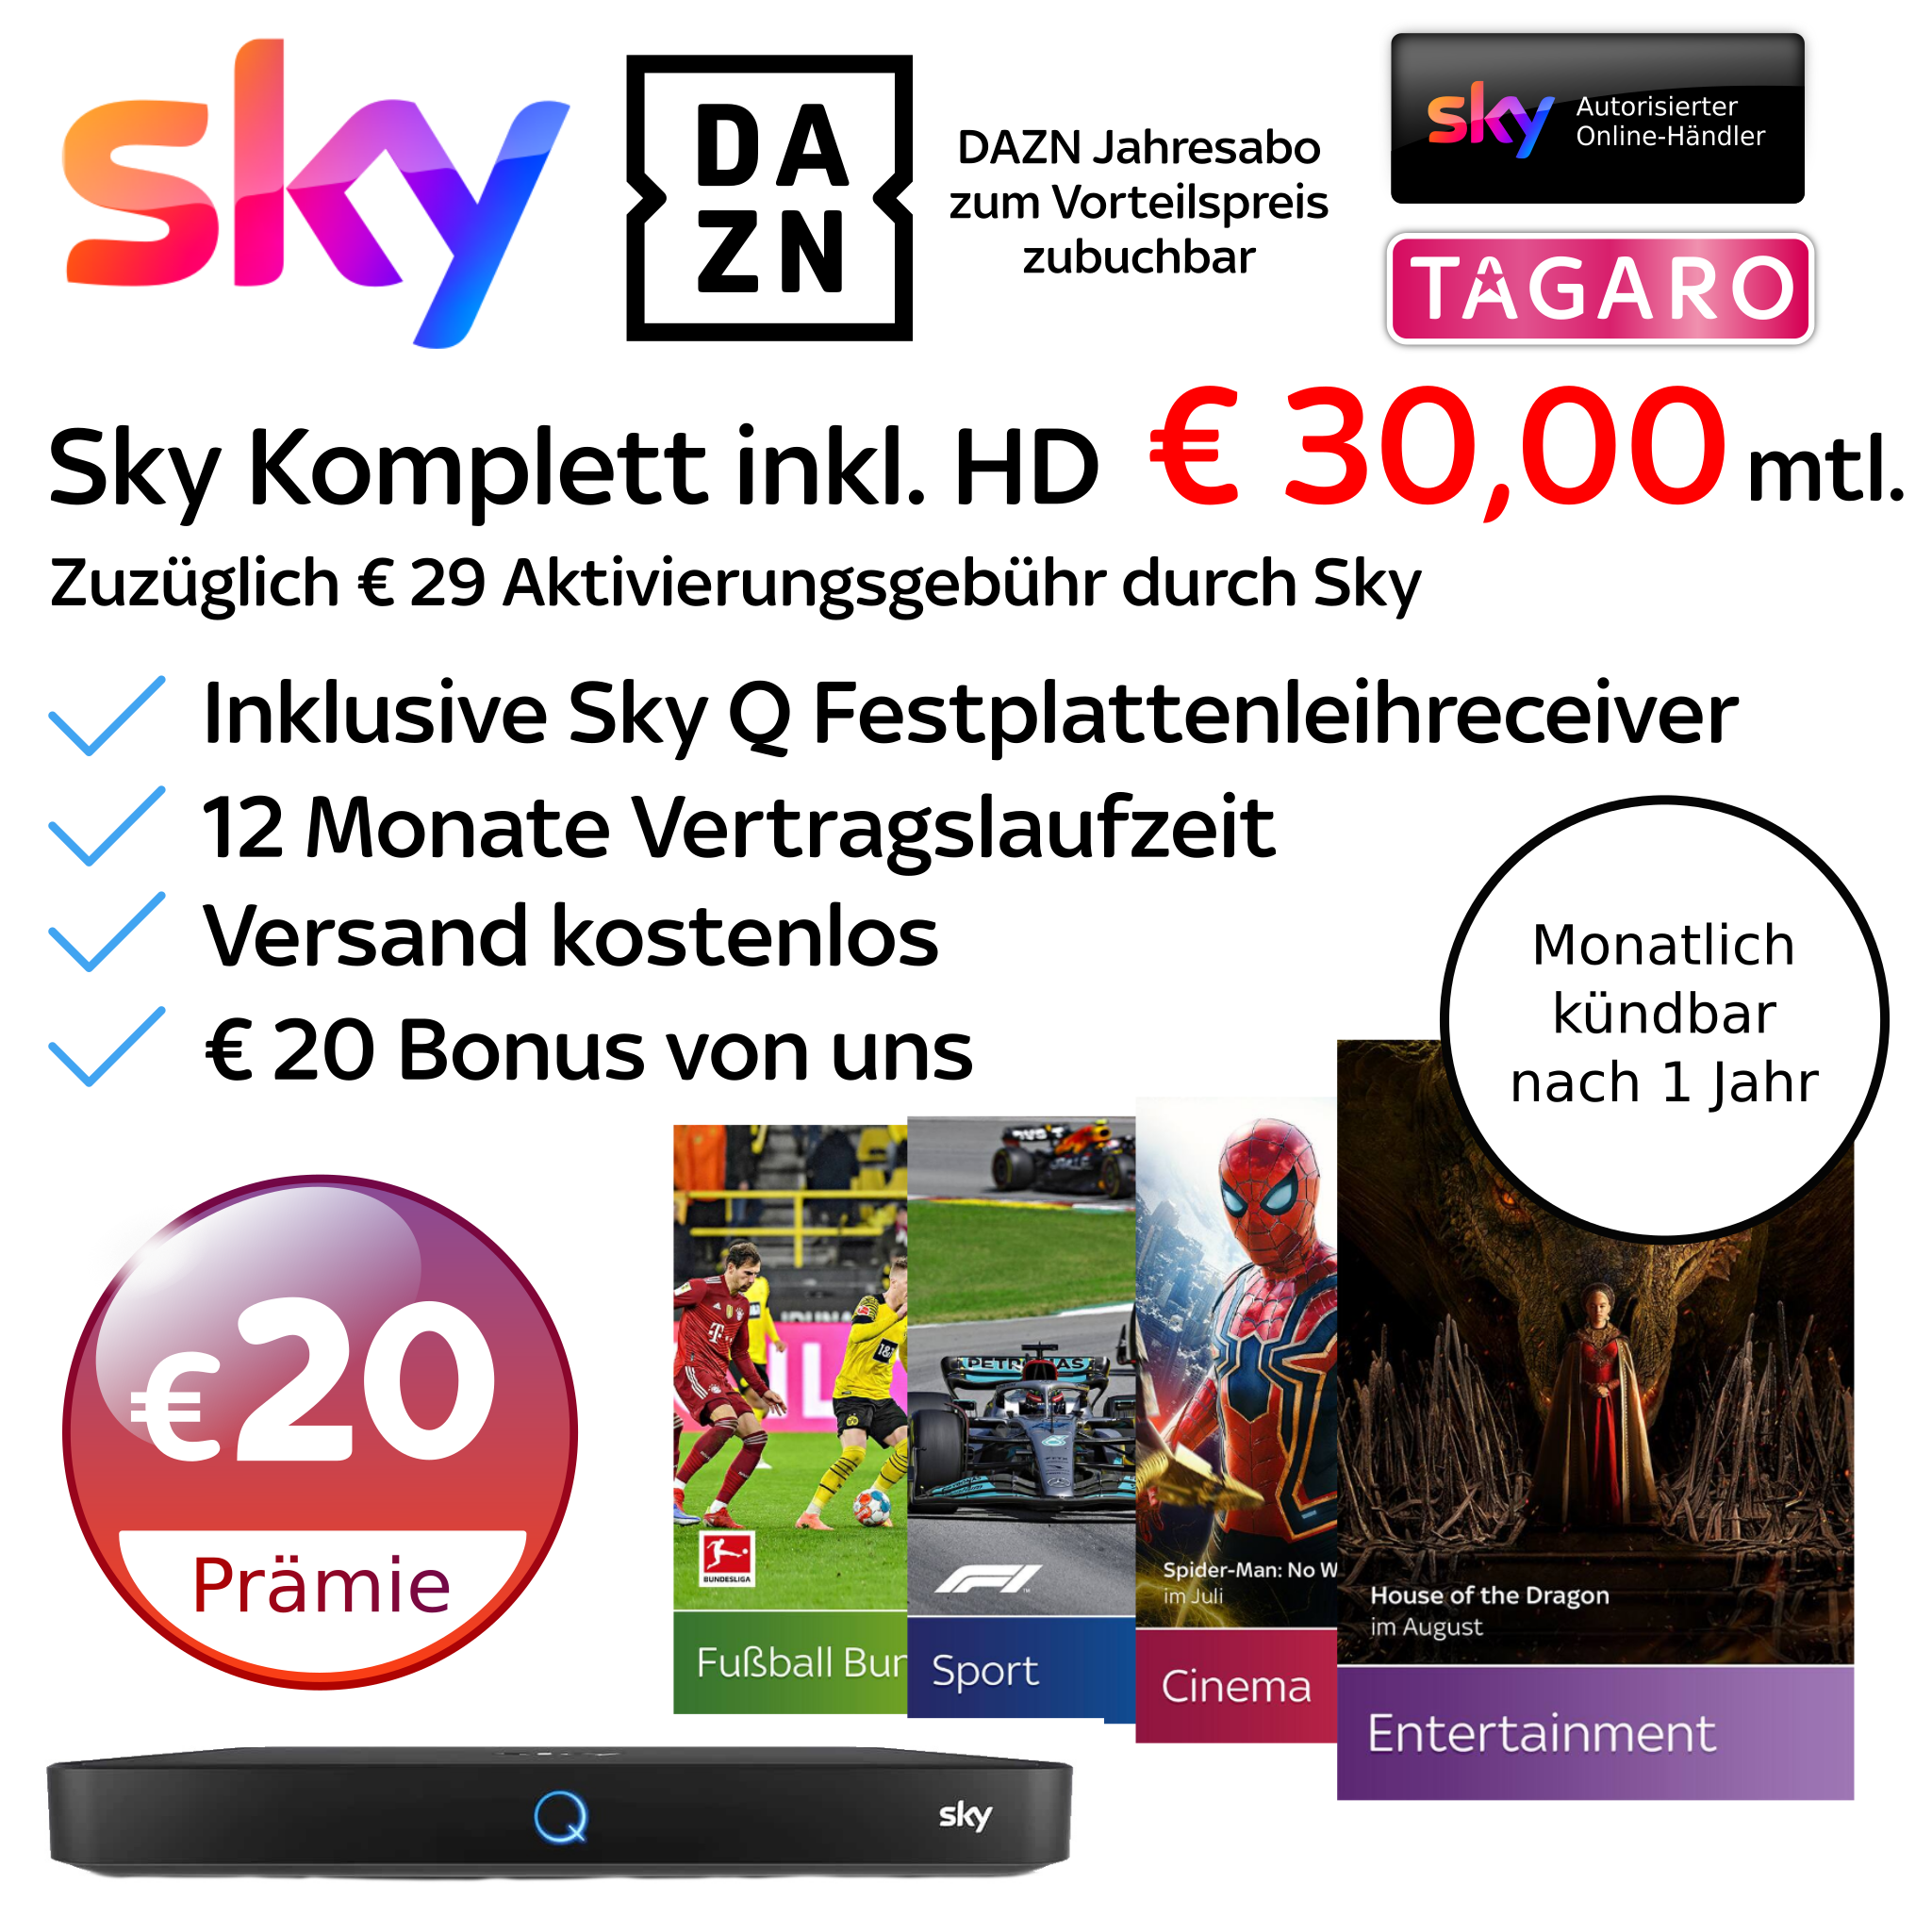 sky
DA
ZN
DAZN Jahresabo
zum Vorteilspreis
zubuchbar
sky
Autorisierter
Online-Händler
TAGARO
Sky Komplett inkl. HD € 30,00 mtl.
Zuzüglich € 29 Aktivierungsgebühr durch Sky
Inklusive Sky Q Festplattenleihreceiver
12 Monate Vertragslaufzeit
Versand kostenlos
€ 20 Bonus von uns
Monatlich
kündbar
nach 1 Jahr
€20
Prämie
PETRONAS
BUNDESLIGA
F1
Spider-Man: No W
im Juli
House of the Dragon
im August
Fußball Bun
Sport
Cinema
Entertainment
Q
sky